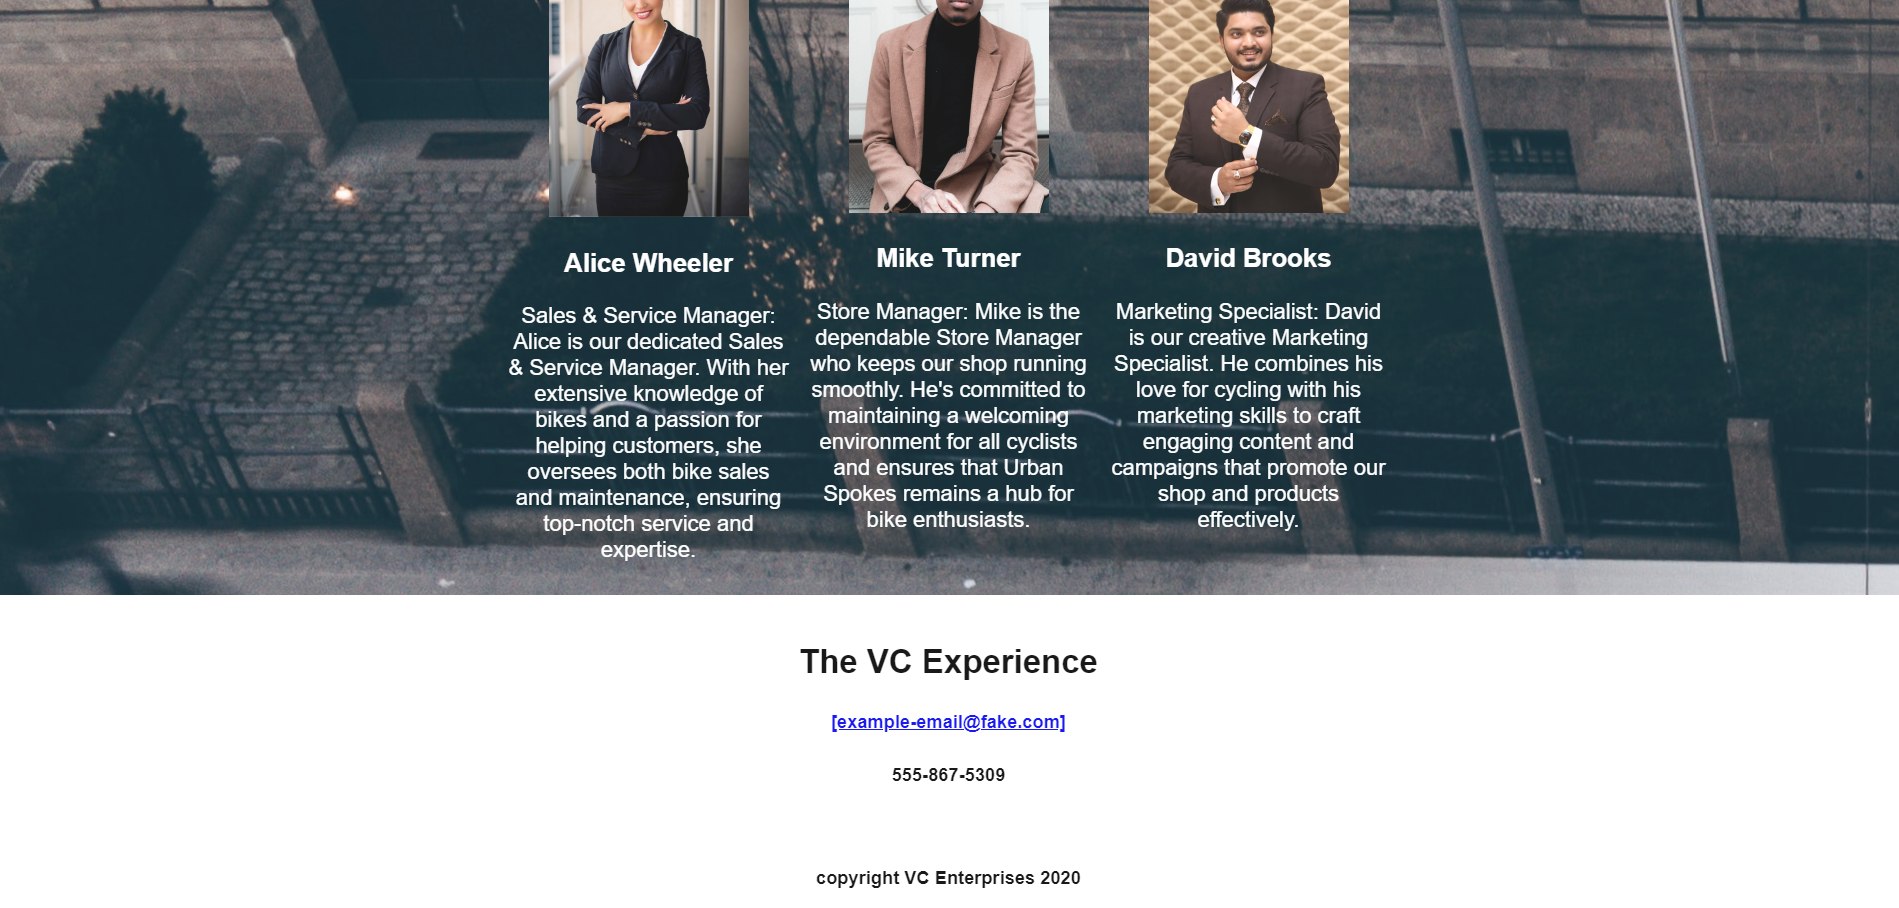 Alice Wheeler
Sales & Service Manager:
Alice is our dedicated Sales
& Service Manager. With her
extensive knowledge of
bikes and a passion for
helping customers, she
oversees both bike sales
and maintenance, ensuring
top-notch service and
expertise.
Mike Turner
Store Manager: Mike is the
dependable Store Manager
who keeps our shop running
smoothly. He's committed to
maintaining a welcoming
environment for all cyclists
and ensures that Urban
Spokes remains a hub for
bike enthusiasts.
David Brooks
Marketing Specialist: David
is our creative Marketing
Specialist. He combines his
love for cycling with his
marketing skills to craft
engaging content and
campaigns that promote our
shop and products
effectively.
The VC Experience
[example-email@fake.com]
555-867-5309
copyright VC Enterprises 2020